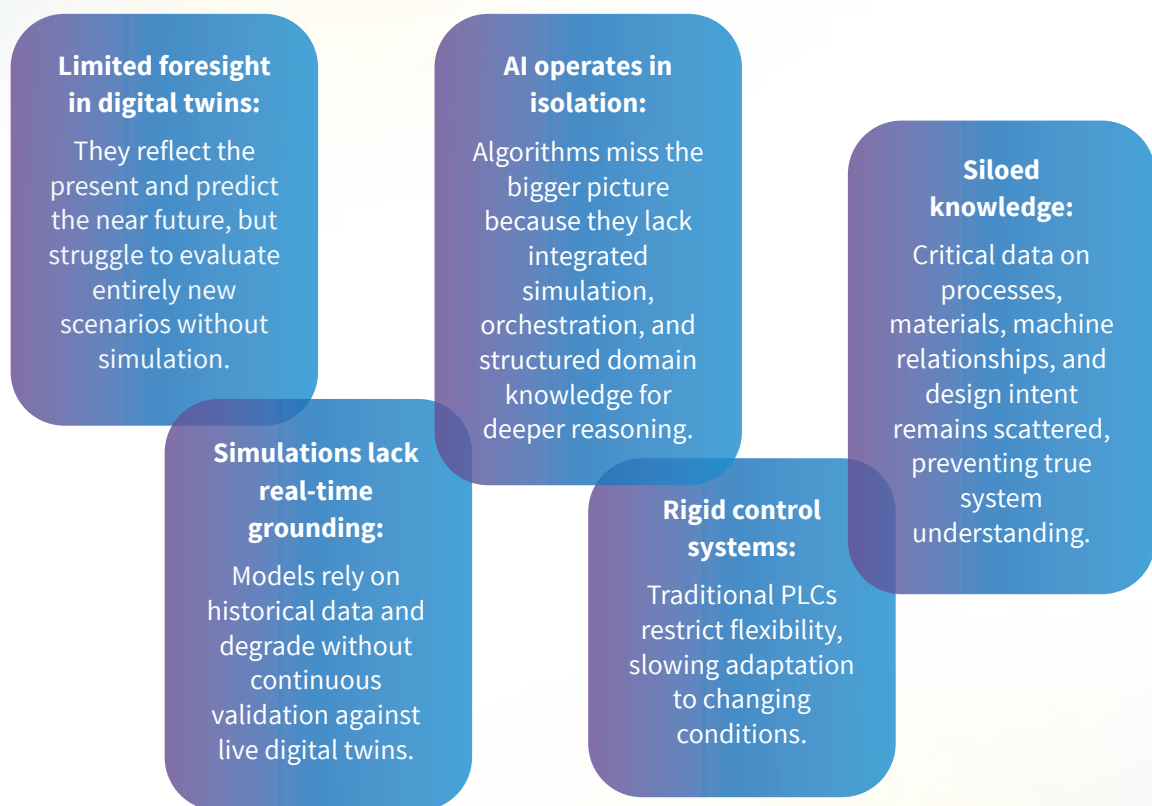 Limited foresight
in digital twins:
They reflect the
present and predict
the near future, but
struggle to evaluate
entirely new
scenarios without
simulation.
Simulations lack
real-time
grounding:
Models rely on
historical data and
degrade without
continuous
validation against
live digital twins.
AI operates in
isolation:
Algorithms miss the
bigger picture
because they lack
integrated
simulation,
orchestration, and
structured domain
knowledge for
deeper reasoning.
Rigid control
systems:
Traditional PLCs
restrict flexibility,
slowing adaptation
to changing
conditions.
Siloed
knowledge:
Critical data on
processes,
materials, machine
relationships, and
design intent
remains scattered,
preventing true
system
understanding.